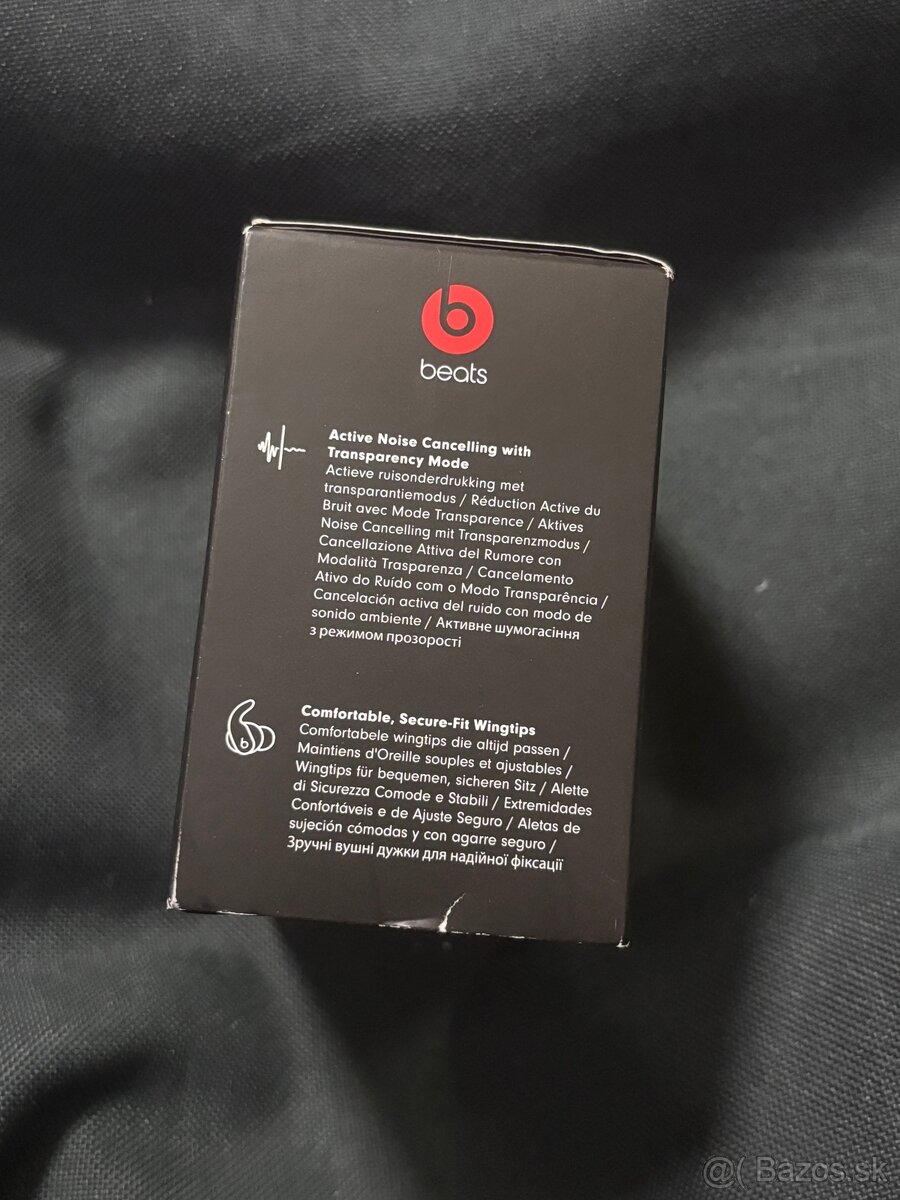 b
beats
Active Noise Cancelling with
Transparency Mode
Actieve ruisonderdrukking met
transparantiemodus / Réduction Active du
Bruit avec Mode Transparence / Aktives
Noise Cancelling mit Transparenzmodus /
Cancellazione Attiva del Rumore con
Modalità Trasparenza / Cancelamento
Ativo do Ruído com o Modo Transparência /
Cancelación activa del ruido con modo de
sonido ambiente / Активне шумогасіння
з режимом прозорості
Comfortable, Secure-Fit Wingtips
Comfortabele wingtips die altijd passen /
Maintiens d'Oreille souples et ajustables /
Wingtips für bequemen, sicheren Sitz / Alette
di Sicurezza Comode e Stabili / Extremidades
Confortáveis e de Ajuste Seguro / Aletas de
sujeción cómodas y con agarre seguro /
Зручні вушні дужки для надійної фіксації
@( Bazos.sk